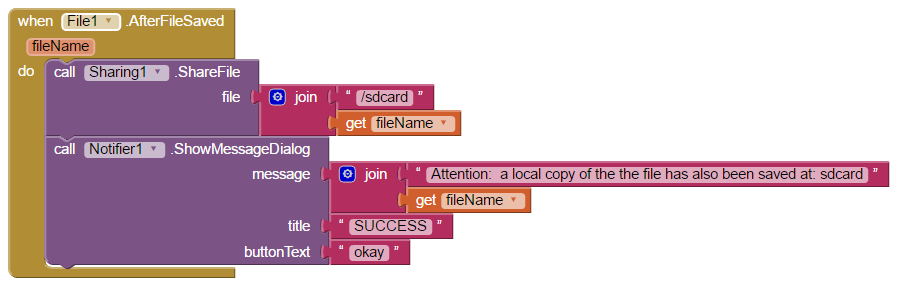 when File1 .AfterFileSaved
fileName
do call Sharing1 .ShareFile
file join “ /sdcard ”
get fileName
call Notifier1 .ShowMessageDialog
message join “ Attention: a local copy of the the file has also been saved at: sdcard ”
get fileName
title “ SUCCESS ”
buttonText “ okay ”